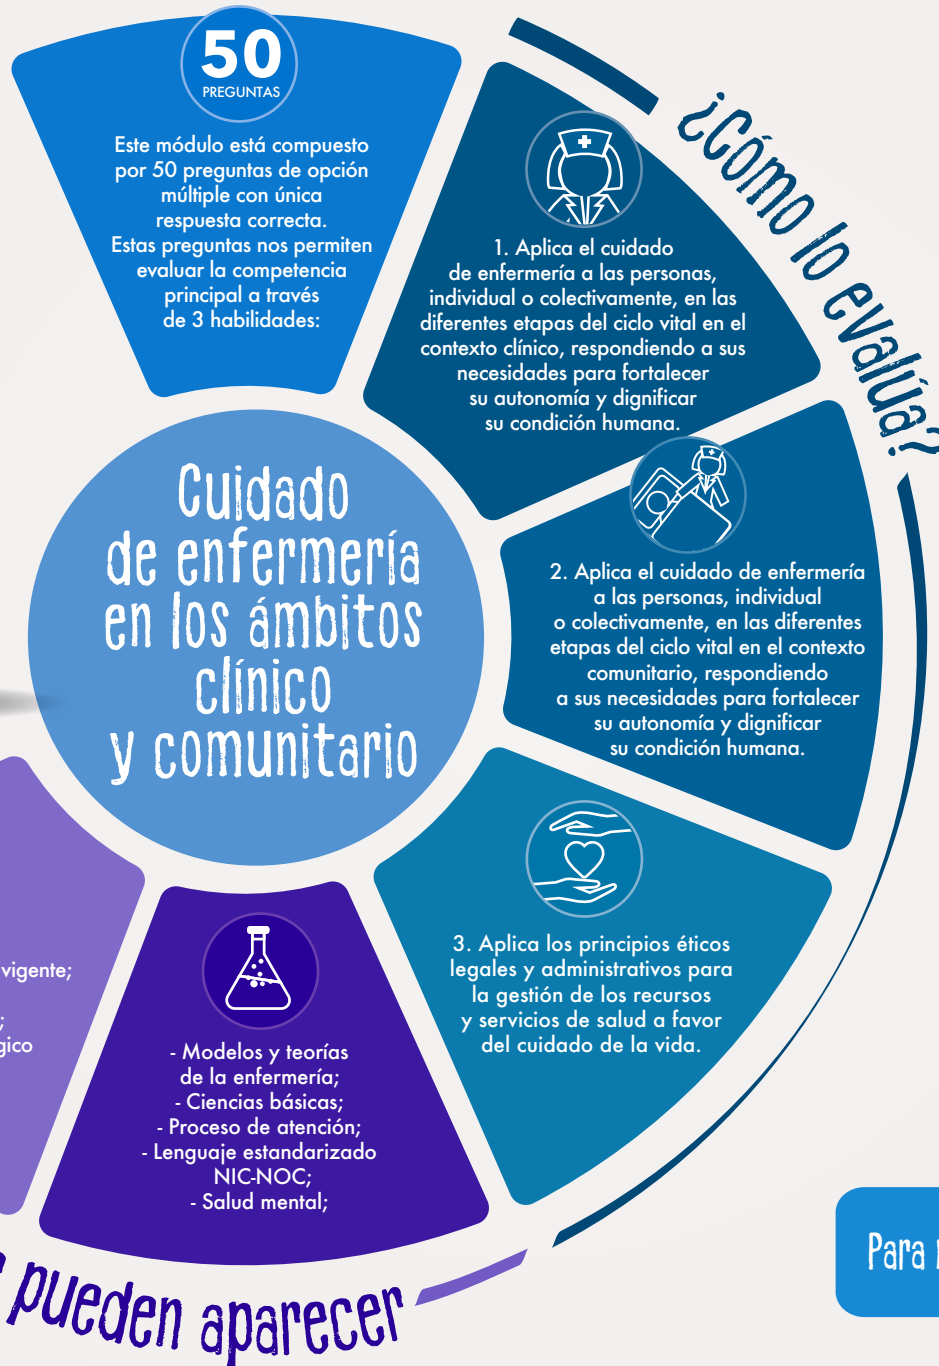 50
PREGUNTAS
Este módulo está compuesto
por 50 preguntas de opción
múltiple con única
respuesta correcta.
Estas preguntas nos permiten
evaluar la competencia
principal a través
de 3 habilidades:
¿Cómo lo evalúa?
1. Aplica el cuidado
de enfermería a las personas,
individual o colectivamente, en las
diferentes etapas del ciclo vital en el
contexto clínico, respondiendo a sus
necesidades para fortalecer
su autonomía y dignificar
su condición humana.
Cuidado
de enfermería
en los ámbitos
clínico
y comunitario
2. Aplica el cuidado de enfermería
a las personas, individual
o colectivamente, en las diferentes
etapas del ciclo vital en el contexto
comunitario, respondiendo
a sus necesidades para fortalecer
su autonomía y dignificar
su condición humana.
3. Aplica los principios éticos
legales y administrativos para
la gestión de los recursos
y servicios de salud a favor
del cuidado de la vida.
- Modelos y teorías
de la enfermería;
- Ciencias básicas;
- Proceso de atención;
- Lenguaje estandarizado
NIC-NOC;
- Salud mental;
vigente;
;
gico
pueden aparecer
Para